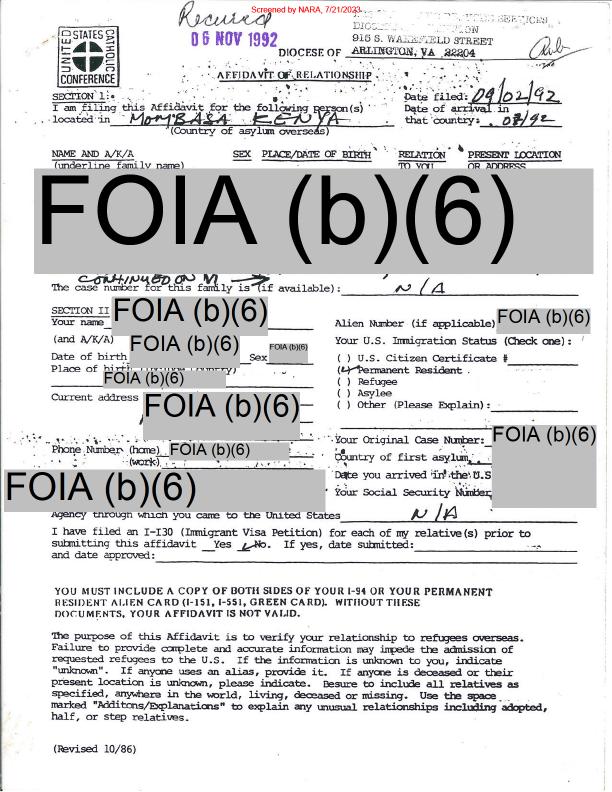 Screened by NARA, 7/21/2023
Received
06 NOV 1992
UNITED STATES CATHOLIC CONFERENCE
SERVICES
915 S. WAKEFIELD STREET
DIOCESE OF ARLINGTON, VA 22204
AFFIDAVIT OF RELATIONSHIP
SECTION I:
Date filed: 09/02/92
I am filing this Affidavit for the following person(s)
Date of arrival in
located in MOMBASA KENYA
that country:
(Country of asylum overseas)
NAME AND A/K/A SEX PLACE/DATE OF BIRTH RELATION PRESENT LOCATION
(underline family name) TO YOU OR ADDRESS
FOIA (b)(6)
CONTINUED ON
The case number for this family is (if available): N/A
SECTION II
Your name FOIA (b)(6)
Alien Number (if applicable) FOIA (b)(6)
(and A/K/A)
Your U.S. Immigration Status (Check one):
Date of birth FOIA (b)(6) Sex FOIA (b)(6)
( ) U.S. Citizen Certificate #
Place of birth
( ) Permanent Resident
FOIA (b)(6)
( ) Refugee
( ) Asylee
Current address FOIA (b)(6)
( ) Other (Please Explain):
Your Original Case Number: FOIA (b)(6)
Phone Number (home) FOIA (b)(6)
(work)
Country of first asylum
Date you arrived in the U.S
FOIA (b)(6)
Your Social Security Number
Agency through which you came to the United States N/A
I have filed an I-130 (Immigrant Visa Petition) for each of my relative(s) prior to
submitting this affidavit Yes No. If yes, date submitted:
and date approved:
YOU MUST INCLUDE A COPY OF BOTH SIDES OF YOUR I-94 OR YOUR PERMANENT
RESIDENT ALIEN CARD (I-151, I-551, GREEN CARD). WITHOUT THESE
DOCUMENTS, YOUR AFFIDAVIT IS NOT VALID.
The purpose of this Affidavit is to verify your relationship to refugees overseas.
Failure to provide complete and accurate information may impede the admission of
requested refugees to the U.S. If the information is unknown to you, indicate
"unknown". If anyone uses an alias, provide it. If anyone is deceased or their
present location is unknown, please indicate. Besure to include all relatives as
specified, anywhere in the world, living, deceased or missing. Use the space
marked "Additons/Explanations" to explain any unusual relationships including adopted,
half, or step relatives.
(Revised 10/86)